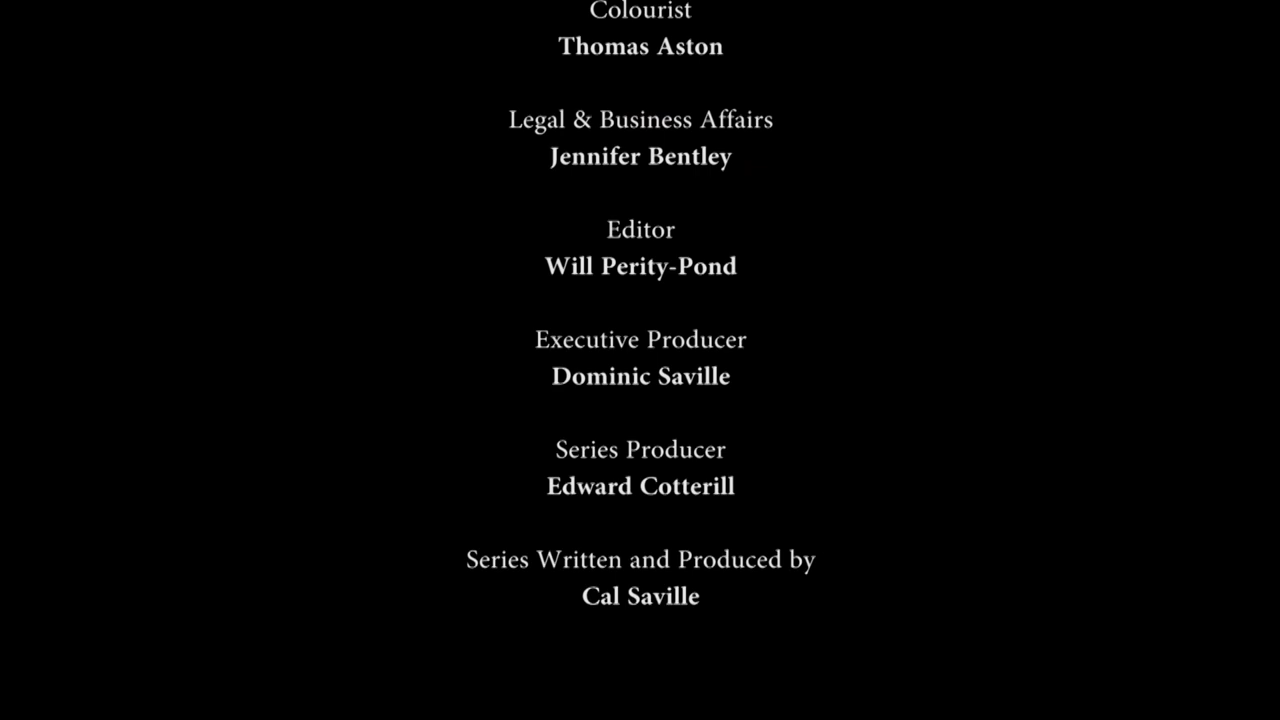 Colourist
Thomas Aston
Legal & Business Affairs
Jennifer Bentley
Editor
Will Perity-Pond
Executive Producer
Dominic Saville
Series Producer
Edward Cotterill
Series Written and Produced by
Cal Saville